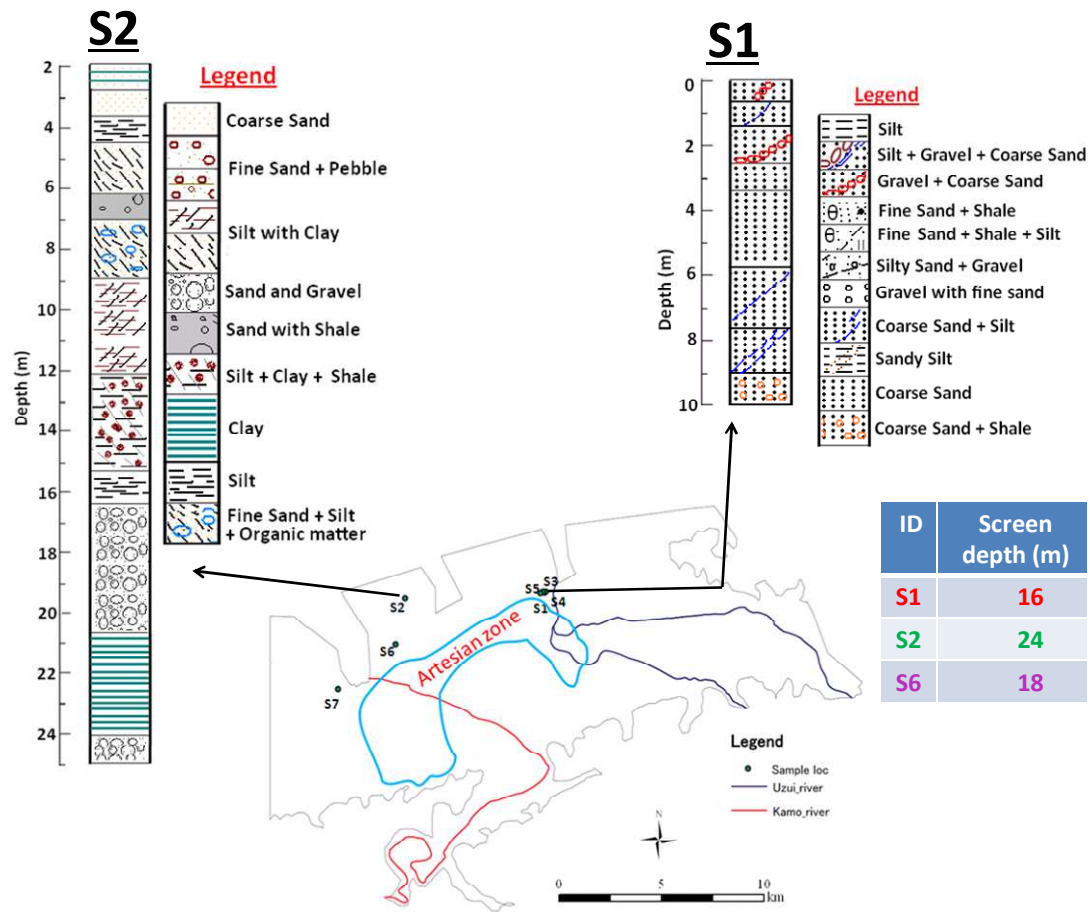 S2
Legend
2
4
6
8
10
12
14
16
18
20
22
24
Depth (m)
Coarse Sand
Fine Sand + Pebble
Silt with Clay
Sand and Gravel
Sand with Shale
Silt + Clay + Shale
Clay
Silt
Fine Sand + Silt
+ Organic matter
S1
Legend
0
2
4
6
8
10
Depth (m)
Silt
Silt + Gravel + Coarse Sand
Gravel + Coarse Sand
Fine Sand + Shale
Fine Sand + Shale + Silt
Silty Sand + Gravel
Gravel with fine sand
Coarse Sand + Silt
Sandy Silt
Coarse Sand
Coarse Sand + Shale
ID Screen
depth (m)
S1 16
S2 24
S6 18
S3
S5
S1 S4
S2
S6
S7
Artesian zone
Legend
Sample loc
Uzui_river
Kamo_river
N
0 5 10
km